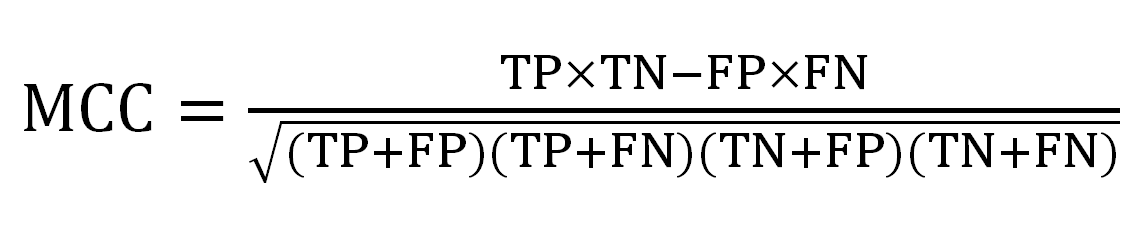 MCC = TP×TN−FP×FN
√(TP+FP)(TP+FN)(TN+FP)(TN+FN)